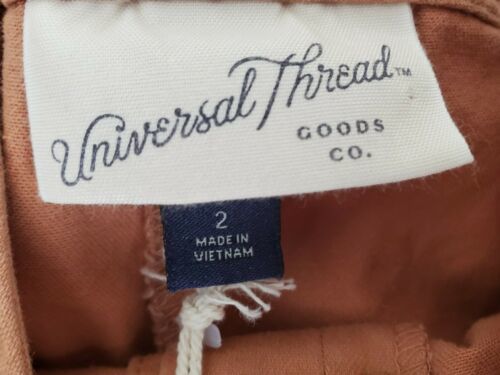 Universal Thread™
GOODS
CO.
2
MADE IN
VIETNAM